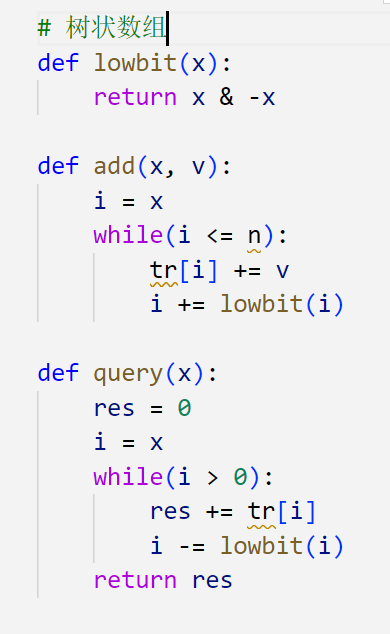 # 树状数组
def lowbit(x):
    return x & -x
def add(x, v):
    i = x
    while(i <= n):
        tr[i] += v
        i += lowbit(i)
def query(x):
    res = 0
    i = x
    while(i > 0):
        res += tr[i]
        i -= lowbit(i)
    return res